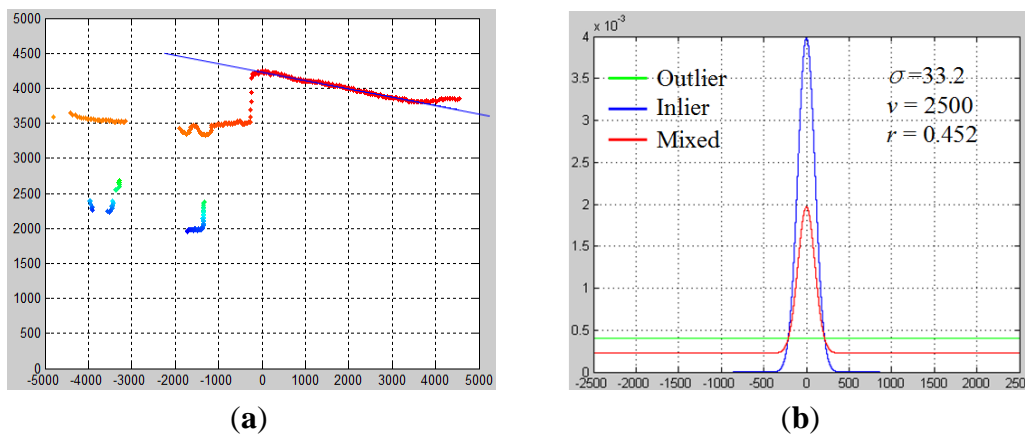 5000
4500
4000
3500
3000
2500
2000
1500
1000
500
0
-5000 -4000 -3000 -2000 -1000 0 1000 2000 3000 4000 5000
(a)
x 10^-3
4
3.5
3
2.5
2
1.5
1
0.5
0
-2500 -2000 -1500 -1000 -500 0 500 1000 1500 2000 250
Outlier
Inlier
Mixed
σ=33.2
v = 2500
r = 0.452
(b)